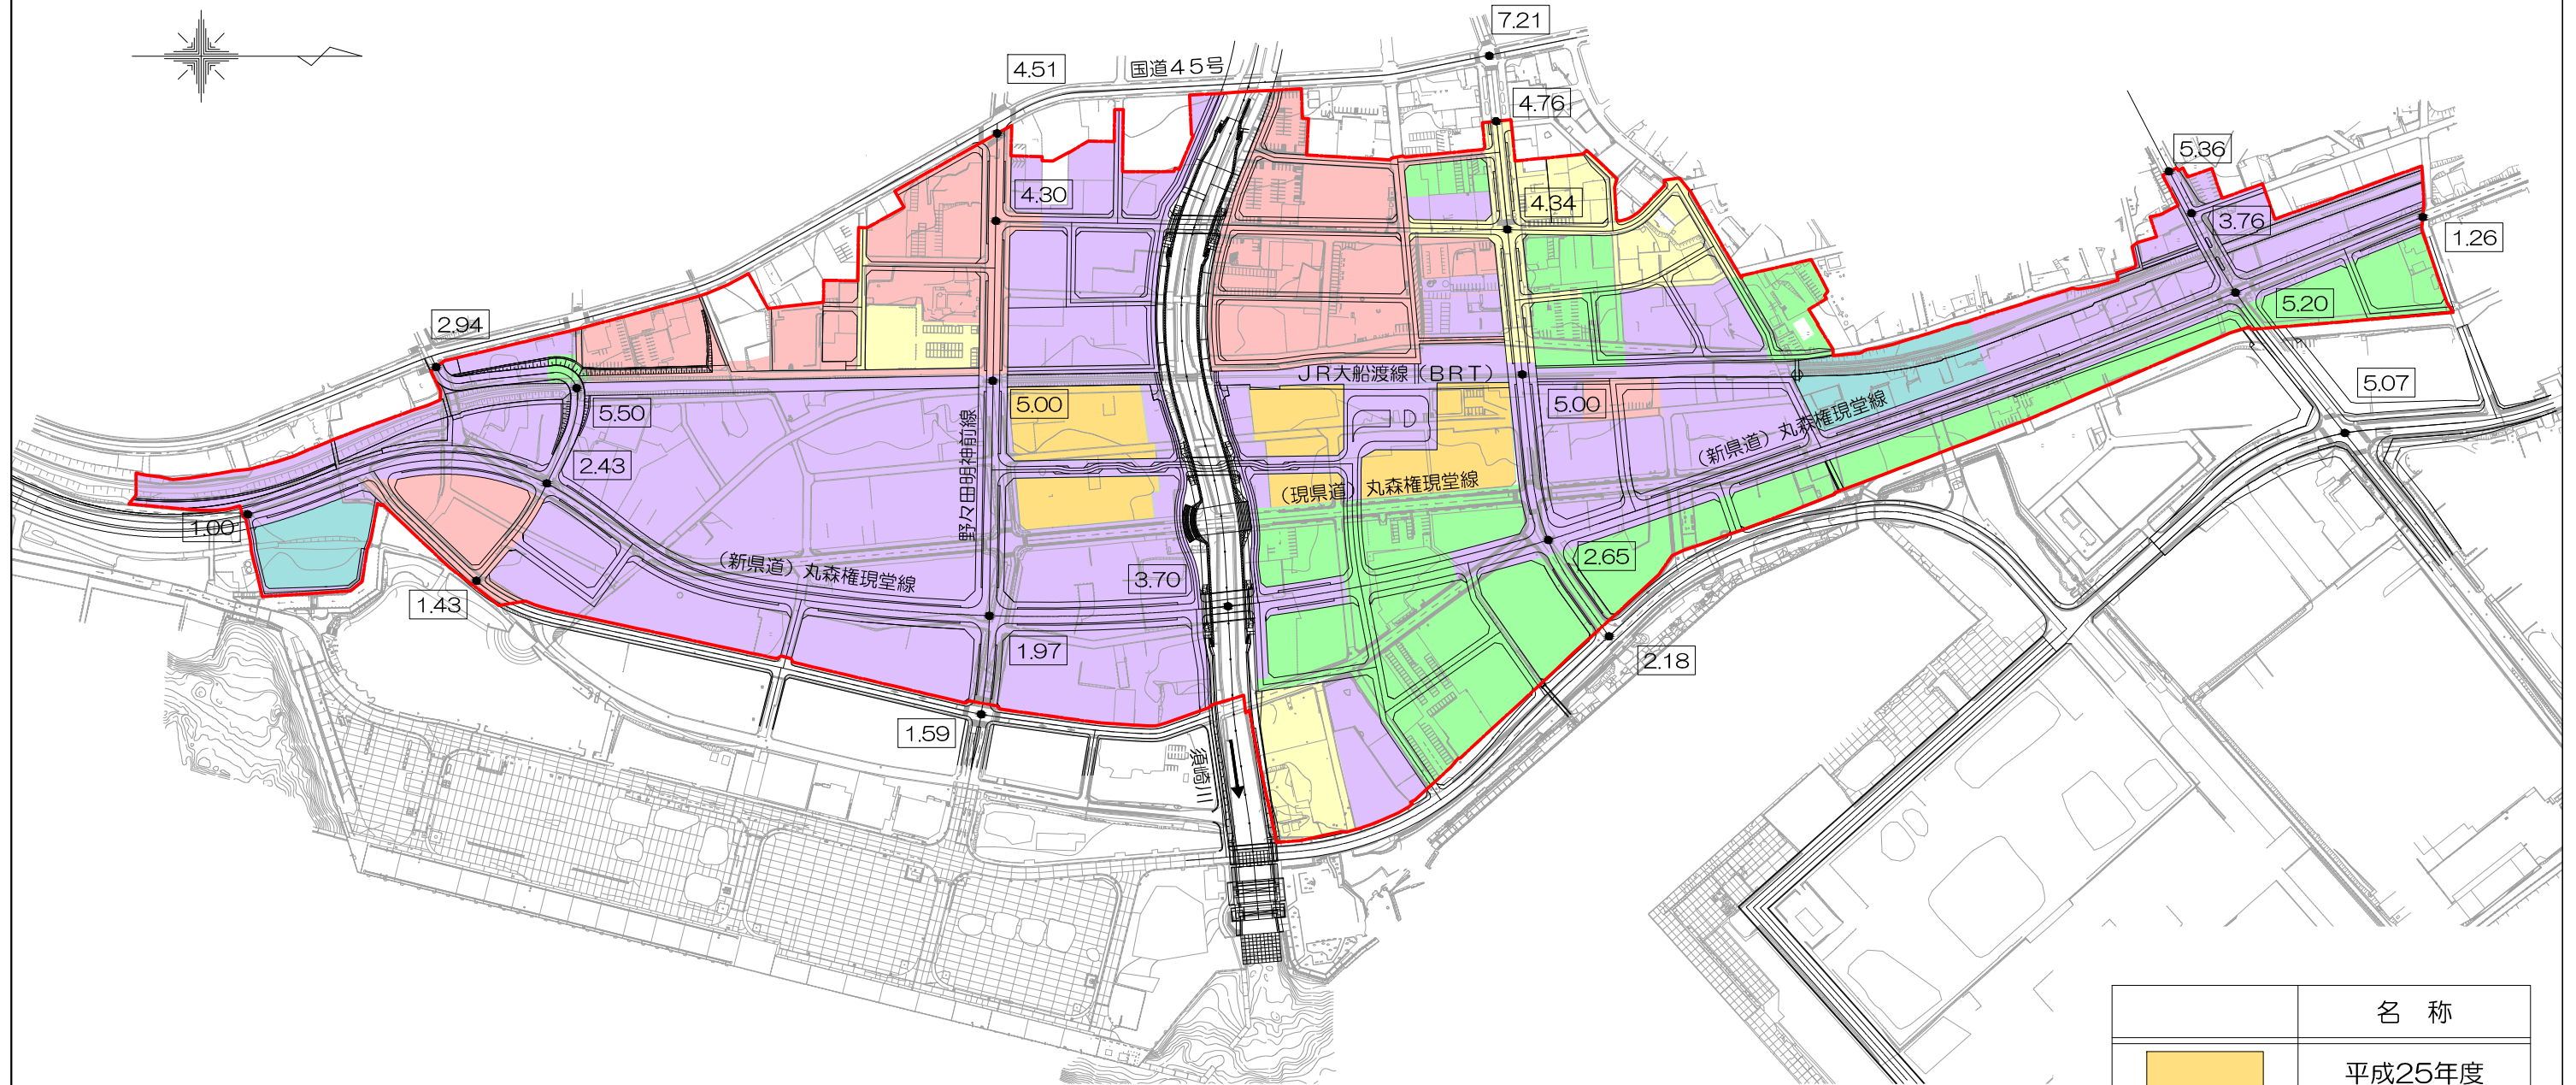 7.21
4.51
国道45号
4.76
5.36
4.30
4.34
3.76
1.26
2.94
5.20
JR大船渡線(BRT)
5.50
5.00
5.00
5.07
野々田明神前線
(新県道)丸森権現堂線
2.43
(現県道)丸森権現堂線
1.00
2.65
(新県道)丸森権現堂線
3.70
1.43
1.97
2.18
1.59
須崎川
名 称
平成25年度